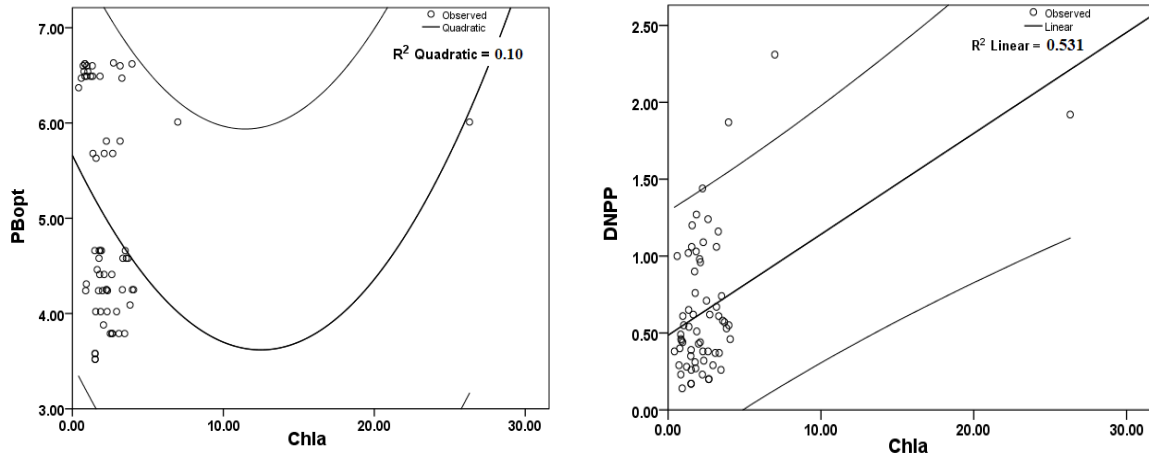 7.00
6.00
5.00
4.00
3.00
0.00
10.00
20.00
30.00
PBopt
Chla
Observed
Quadratic
R² Quadratic = 0.10
2.50
2.00
1.50
1.00
0.50
0.00
0.00
10.00
20.00
30.00
DNPP
Chla
Observed
Linear
R² Linear = 0.531